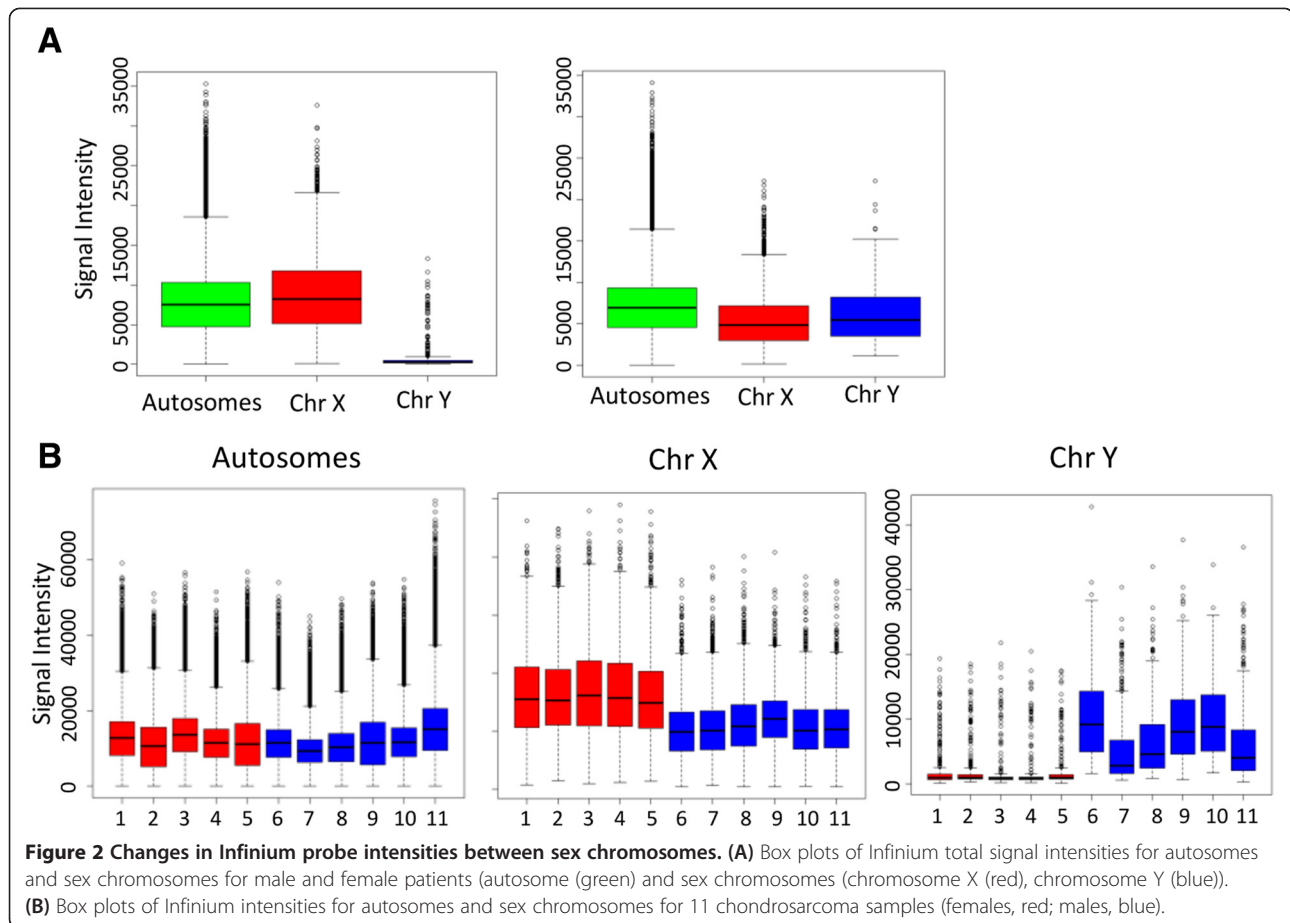 A
Signal Intensity
35000
25000
15000
5000
0
Autosomes Chr X Chr Y
35000
25000
15000
5000
0
Autosomes Chr X Chr Y
B
Autosomes
Signal Intensity
60000
40000
20000
0
1 2 3 4 5 6 7 8 9 10 11
Chr X
1 2 3 4 5 6 7 8 9 10 11
Chr Y
40000
30000
20000
10000
0
1 2 3 4 5 6 7 8 9 10 11
Figure 2 Changes in Infinium probe intensities between sex chromosomes. (A) Box plots of Infinium total signal intensities for autosomes
and sex chromosomes for male and female patients (autosome (green) and sex chromosomes (chromosome X (red), chromosome Y (blue)).
(B) Box plots of Infinium intensities for autosomes and sex chromosomes for 11 chondrosarcoma samples (females, red; males, blue).